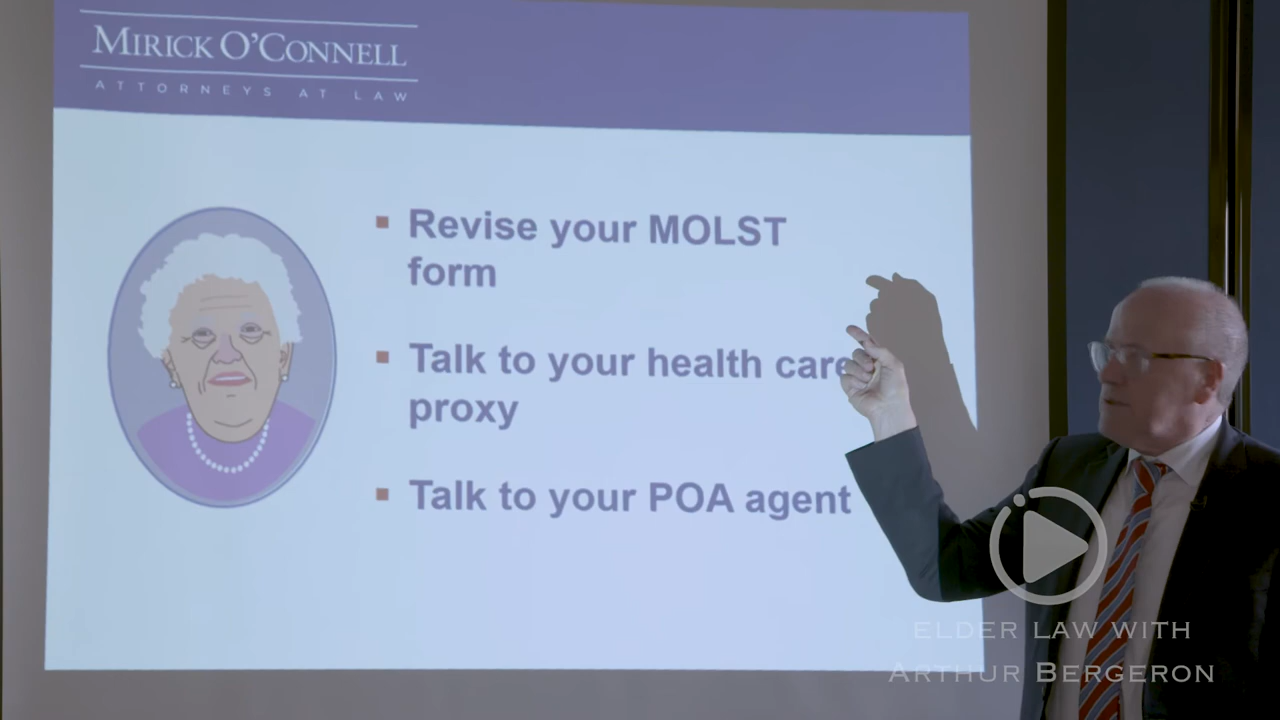 MIRICK O'CONNELL
ATTORNEYS AT LAW
Revise your MOLST
form
Talk to your health care
proxy
Talk to your POA agent
ELDER LAW WITH
ARTHUR BERGERON